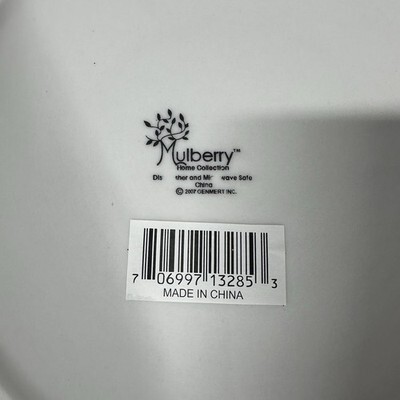 Mulberry™
Home Collection
Dis her and Mi wave Safe
China
© 2007 GENMERT INC.
7 06997 13285 3
MADE IN CHINA